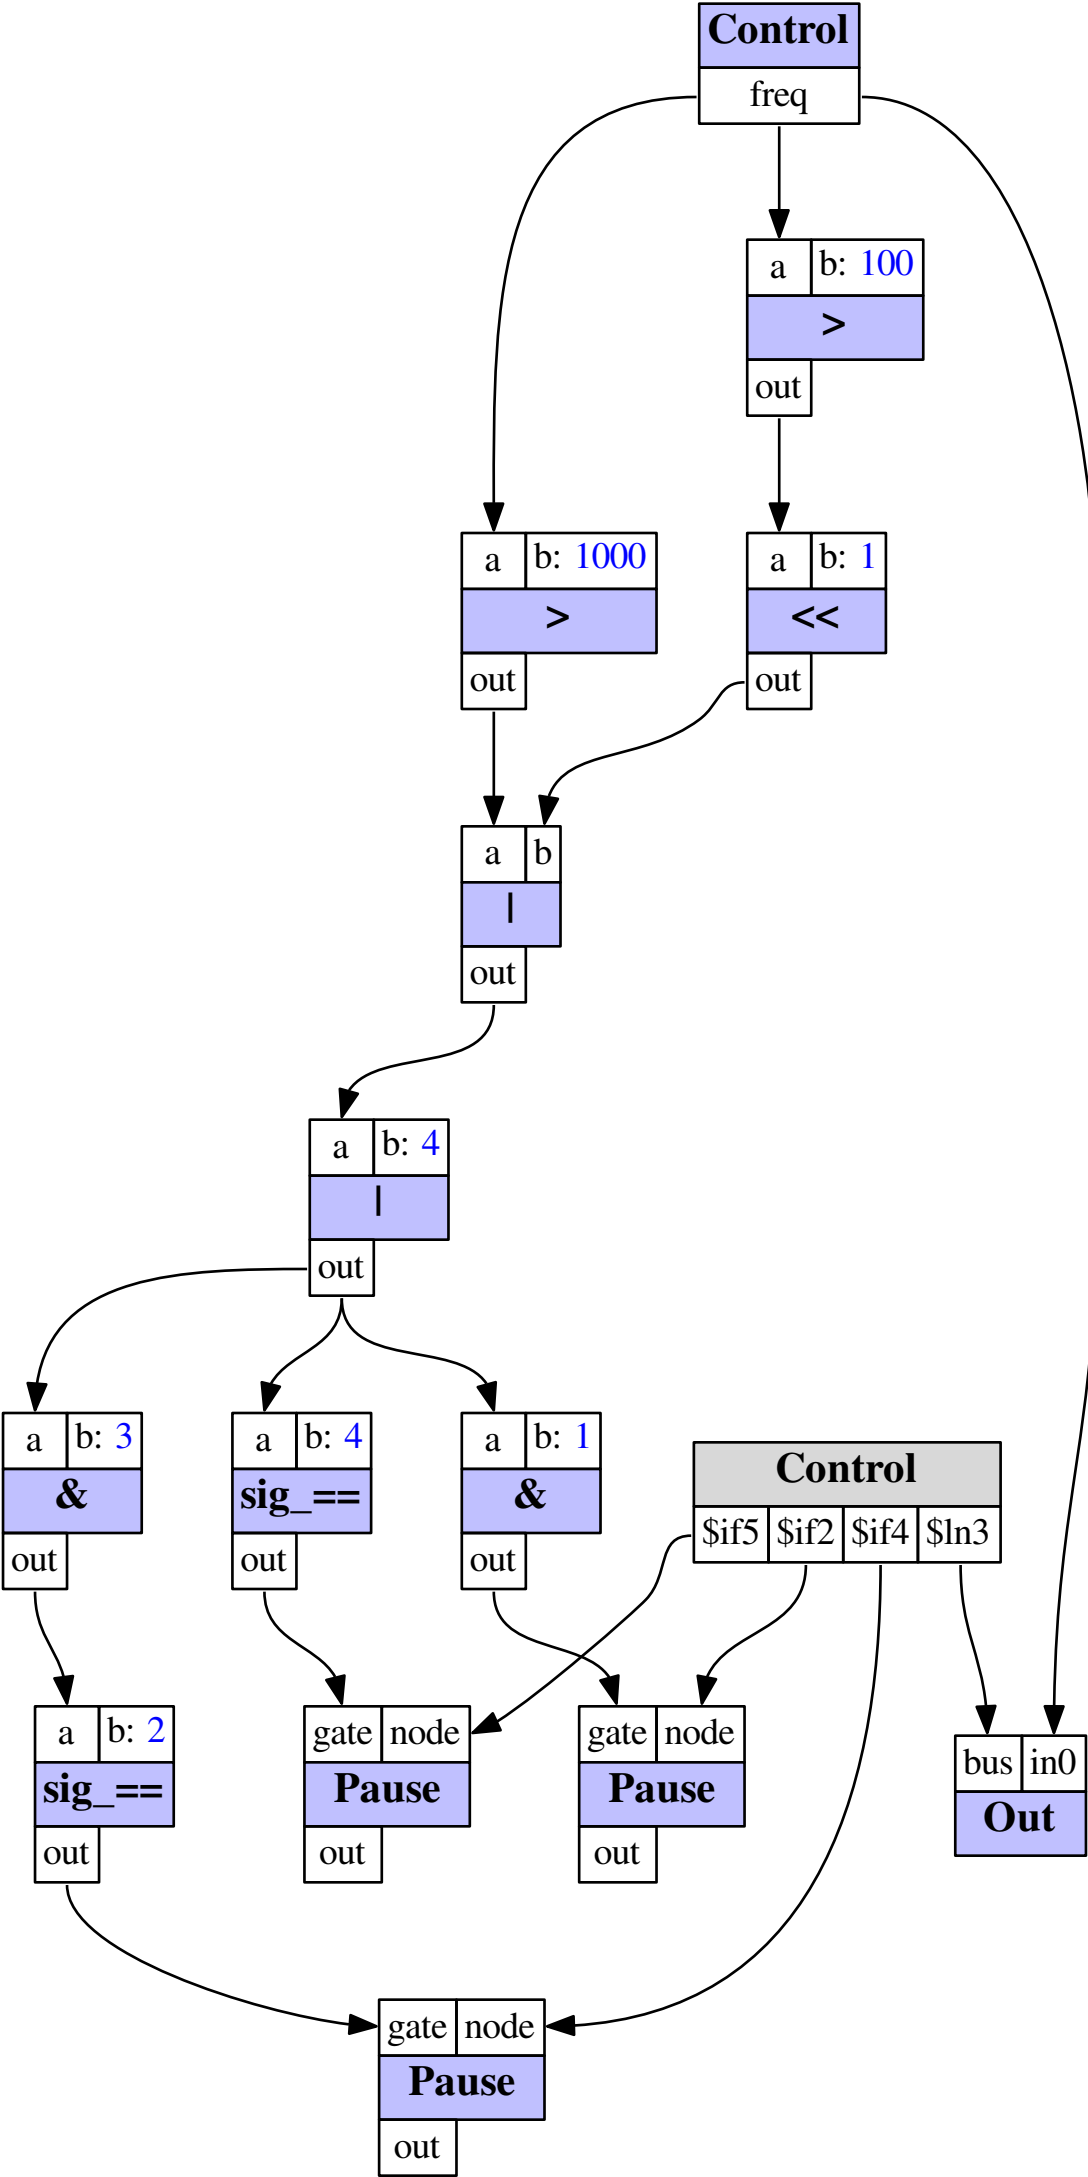 Control
freq
a b: 100
>
out
a b: 1000
>
out
a b: 1
<<
out
a b
|
out
a b: 4
|
out
a b: 3
&
out
a b: 4
sig_==
out
a b: 1
&
out
Control
$if5 $if2 $if4 $ln3
a b: 2
sig_==
out
gate node
Pause
out
gate node
Pause
out
bus in0
Out
gate node
Pause
out